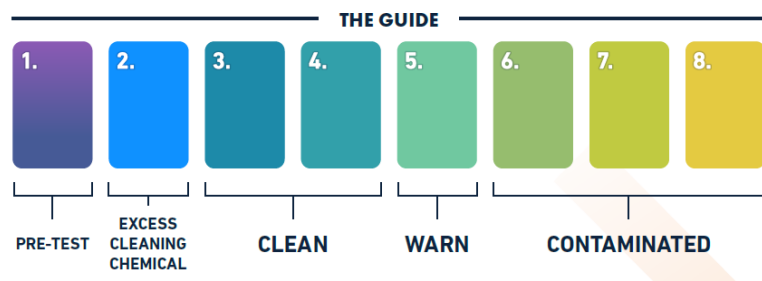 THE GUIDE
1. 2. 3. 4. 5. 6. 7. 8.
PRE-TEST
EXCESS
CLEANING
CHEMICAL
CLEAN
WARN
CONTAMINATED